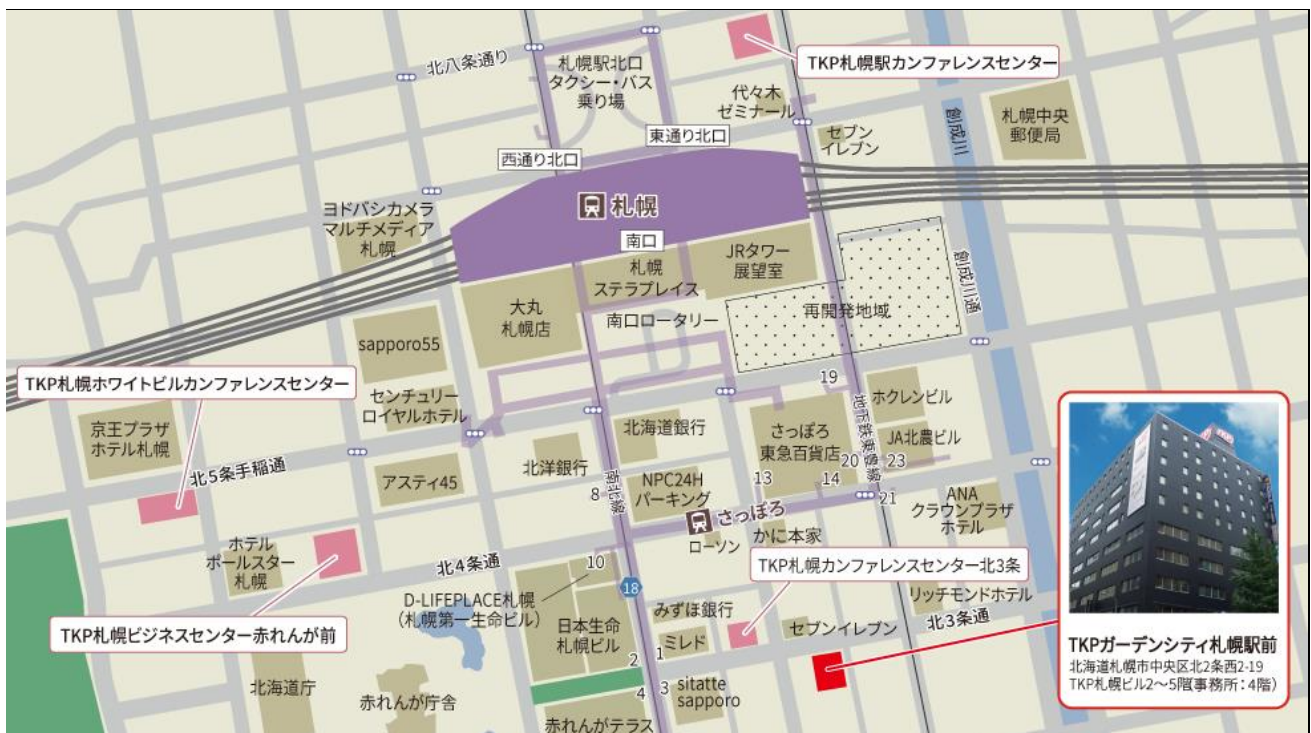 北八条通り
札幌駅北口
タクシー・バス
乗り場
TKP札幌駅カンファレンスセンター
代々木
ゼミナール
セブン
イレブン
創成川
札幌中央
郵便局
東通り北口
西通り北口
札幌
南口
ヨドバシカメラ
マルチメディア
札幌
札幌
ステラプレイス
JRタワー
展望室
大丸
札幌店
南口ロータリー
再開発地域
創成川通
sapporo55
TKP札幌ホワイトビルカンファレンスセンター
センチュリー
ロイヤルホテル
19
地下鉄東豊線
ホクレンビル
京王プラザ
ホテル札幌
北海道銀行
さっぽろ
東急百貨店
JA北農ビル
北5条手稲通
アスティ45
北洋銀行
8
南北線
NPC24H
パーキング
13
14
20
23
21
ANA
クラウンプラザ
ホテル
さっぽろ
ローソン
かに本家
ホテル
ポールスター
札幌
北4条通
10
TKP札幌カンファレンスセンター北3条
18
D-LIFEPLACE札幌
(札幌第一生命ビル)
みずほ銀行
リッチモンドホテル
北3条通
TKP札幌ビジネスセンター赤れんが前
日本生命
札幌ビル
ミレド
セブンイレブン
2
1
4
3
sitatte
sapporo
北海道庁
赤れんが庁舎
赤れんがテラス
TKPガーデンシティ札幌駅前
北海道札幌市中央区北2条西2-19
TKP札幌ビル2〜5階(事務所:4階)